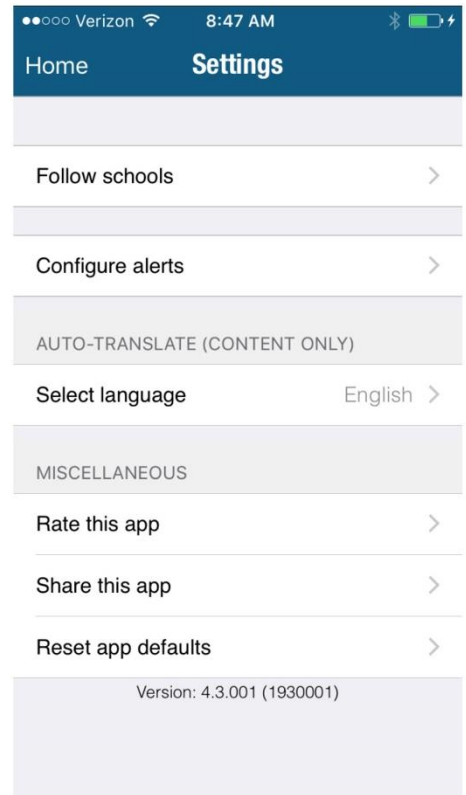 Verizon 8:47 AM
Home Settings
Follow schools
Configure alerts
AUTO-TRANSLATE (CONTENT ONLY)
Select language English
MISCELLANEOUS
Rate this app
Share this app
Reset app defaults
Version: 4.3.001 (1930001)